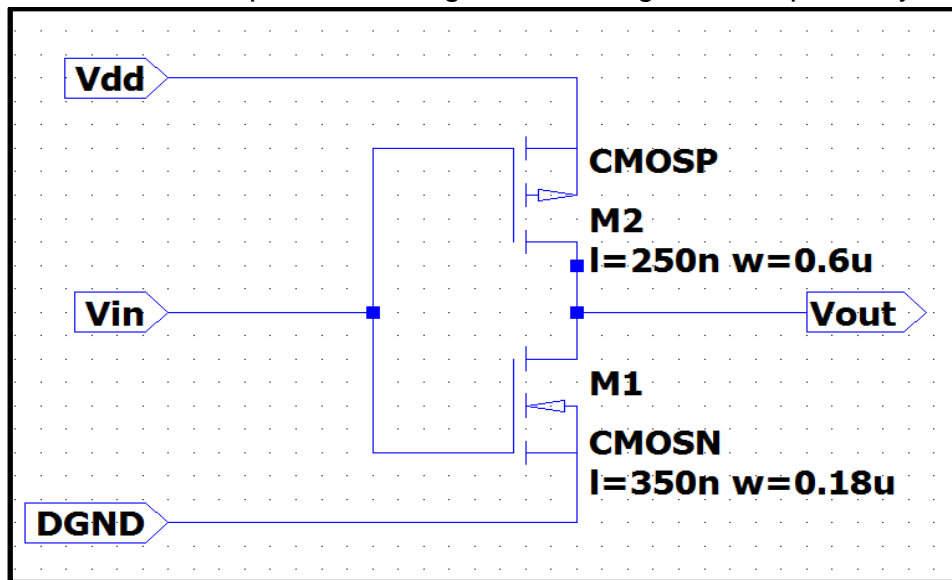 Vdd
CMOSP
M2
l=250n w=0.6u
Vin
Vout
M1
CMOSN
l=350n w=0.18u
DGND